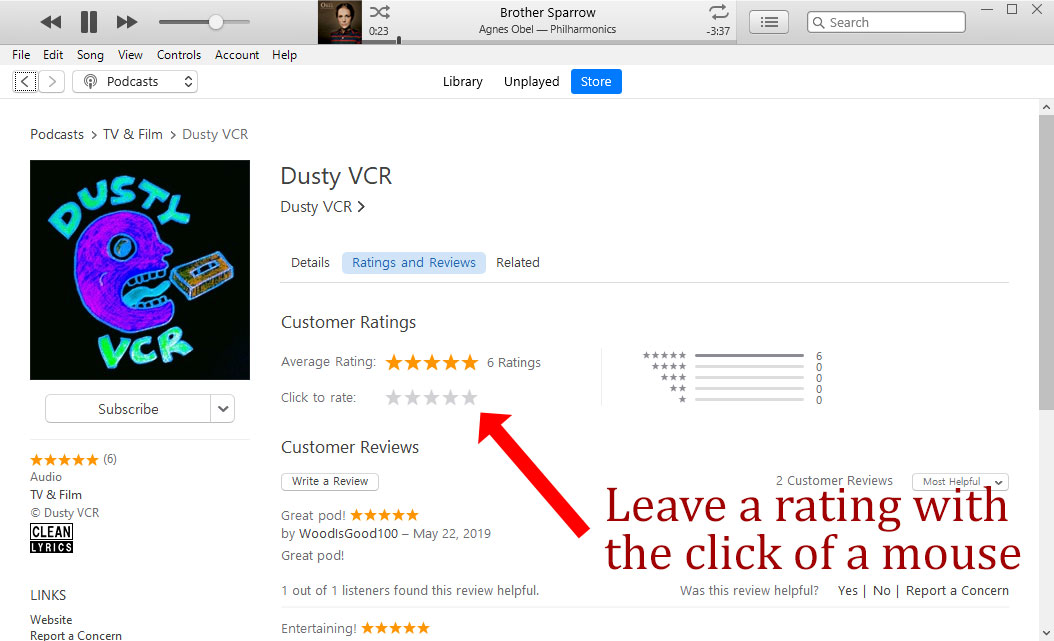 Brother Sparrow
0:23
Agnes Obel — Philharmonics
-3:37
Search
File Edit Song View Controls Account Help
Podcasts
Library Unplayed Store
Podcasts > TV & Film > Dusty VCR
DUSTY
VCR
Dusty VCR
Dusty VCR >
Details Ratings and Reviews Related
Customer Ratings
Average Rating: ★★★★★ 6 Ratings
Click to rate: ★★★★★
★★★★★ 6
★★★★ 0
★★★ 0
★★ 0
★ 0
Subscribe
★★★★★ (6)
Audio
TV & Film
© Dusty VCR
CLEAN
LYRICS
LINKS
Website
Report a Concern
Customer Reviews
Write a Review
2 Customer Reviews Most Helpful
Great pod! ★★★★★
by WoodIsGood100 – May 22, 2019
Great pod!
1 out of 1 listeners found this review helpful.
Was this review helpful? Yes | No | Report a Concern
Entertaining! ★★★★★
Leave a rating with
the click of a mouse